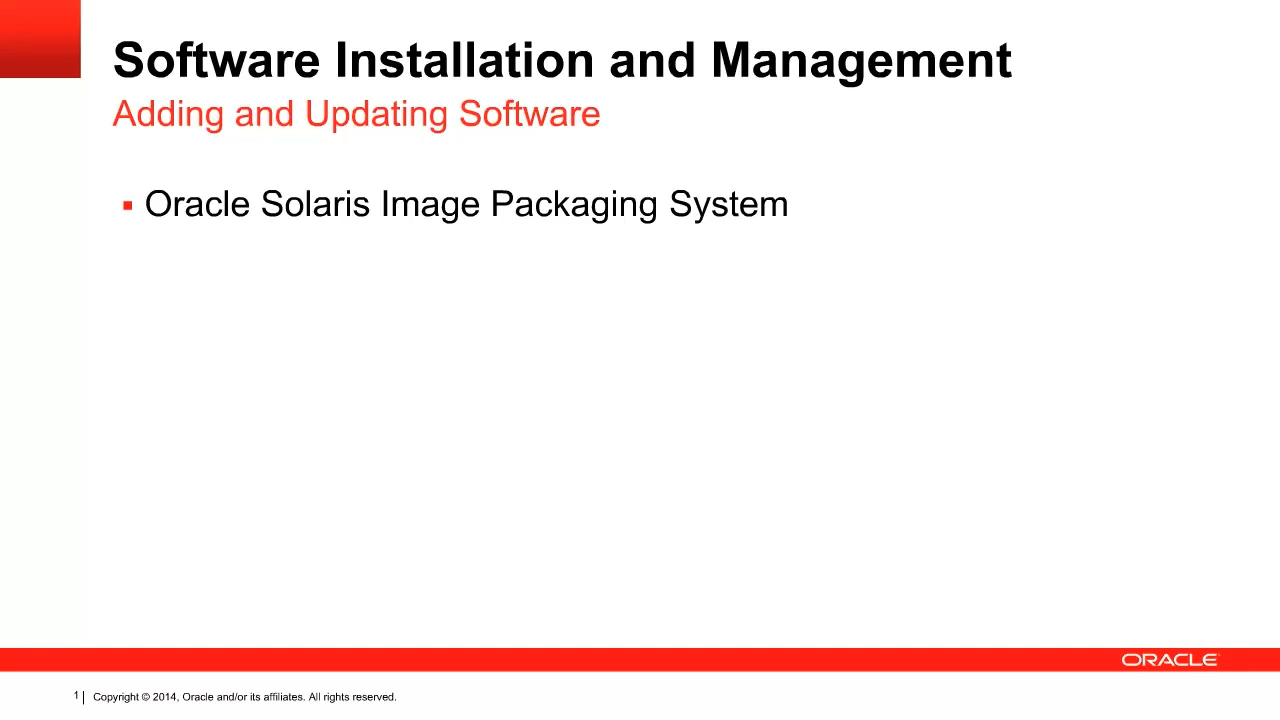 Software Installation and Management
Adding and Updating Software
▪ Oracle Solaris Image Packaging System
ORACLE
1 | Copyright © 2014, Oracle and/or its affiliates. All rights reserved.